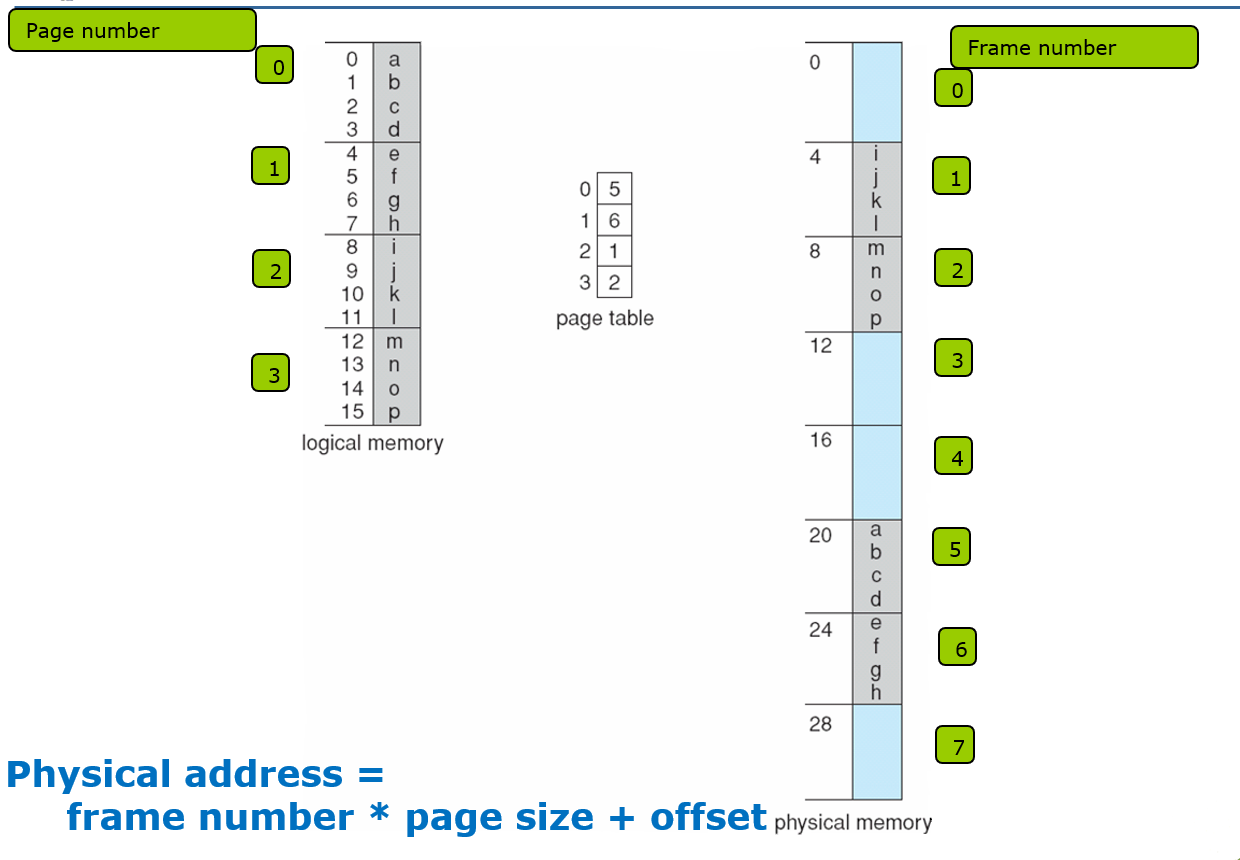 Page number
Frame number
0
1
2
3
0 a
1 b
2 c
3 d
4 e
5 f
6 g
7 h
8 i
9 j
10 k
11 l
12 m
13 n
14 o
15 p
logical memory
0 5
1 6
2 1
3 2
page table
0
4 i
j
k
l
8 m
n
o
p
12
16
20 a
b
c
d
24 e
f
g
h
28
physical memory
0
1
2
3
4
5
6
7
Physical address =
frame number * page size + offset